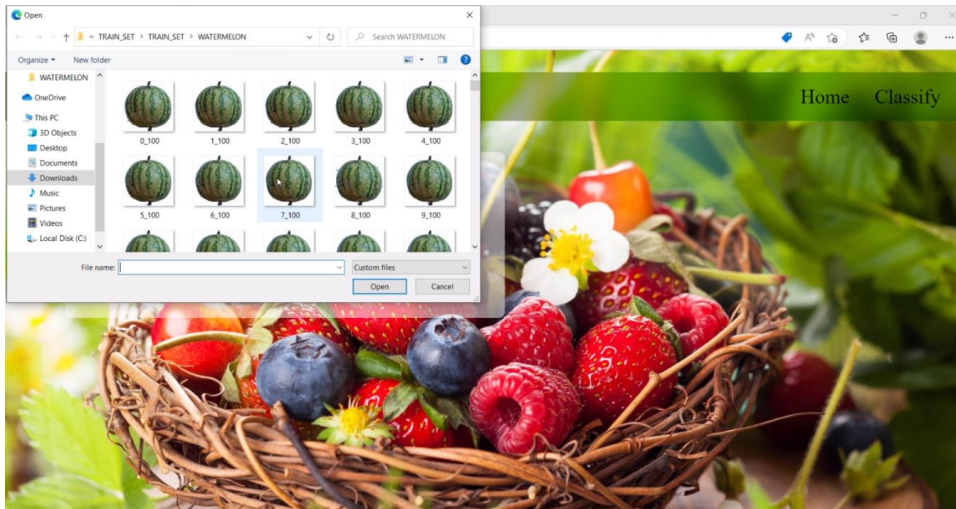 Open
« TRAIN_SET > TRAIN_SET > WATERMELON
Search WATERMELON
Organize
New folder
WATERMELON
OneDrive
This PC
3D Objects
Desktop
Documents
Downloads
Music
Pictures
Videos
Local Disk (C:)
0_100 1_100 2_100 3_100 4_100
5_100 6_100 7_100 8_100 9_100
File name:
Custom files
Open Cancel
Home Classify